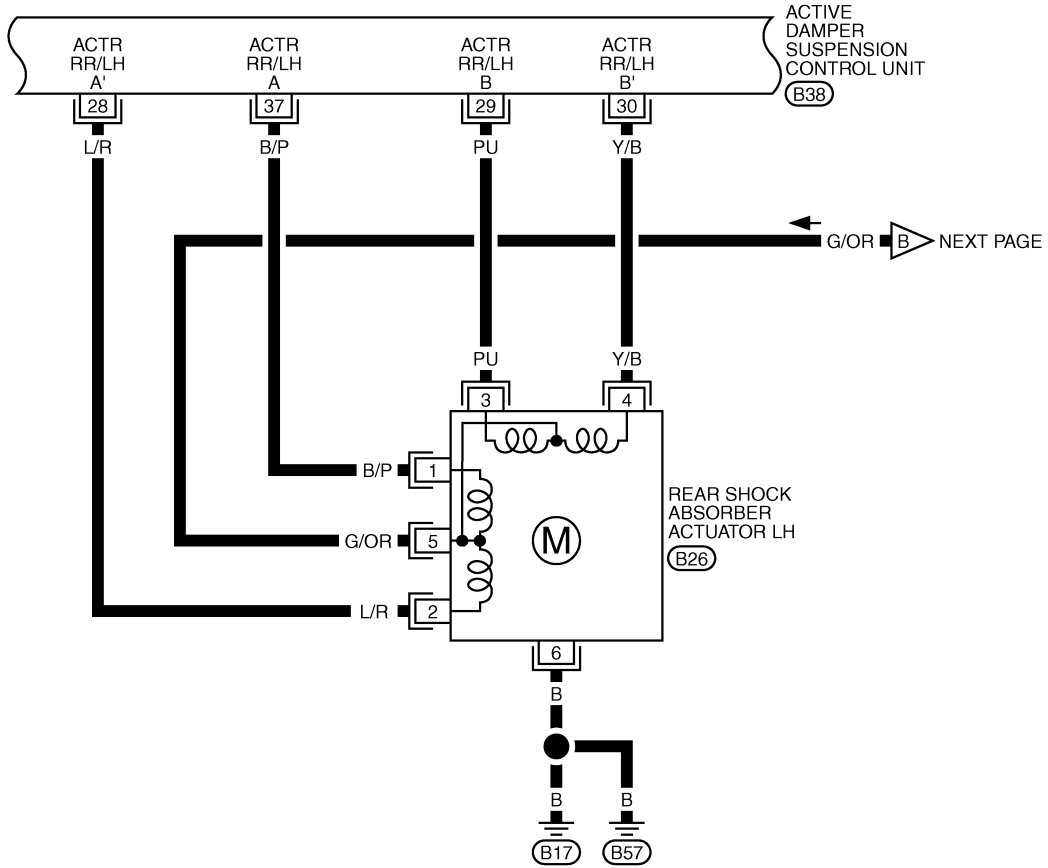 ACTIVE
DAMPER
SUSPENSION
CONTROL UNIT
B38
ACTR
RR/LH
A'
ACTR
RR/LH
A
ACTR
RR/LH
B
ACTR
RR/LH
B'
28
37
29
30
L/R
B/P
PU
Y/B
G/OR
B
NEXT PAGE
PU
Y/B
3
4
B/P
1
G/OR
5
L/R
2
M
REAR SHOCK
ABSORBER
ACTUATOR LH
B26
6
B
B
B
B17
B57